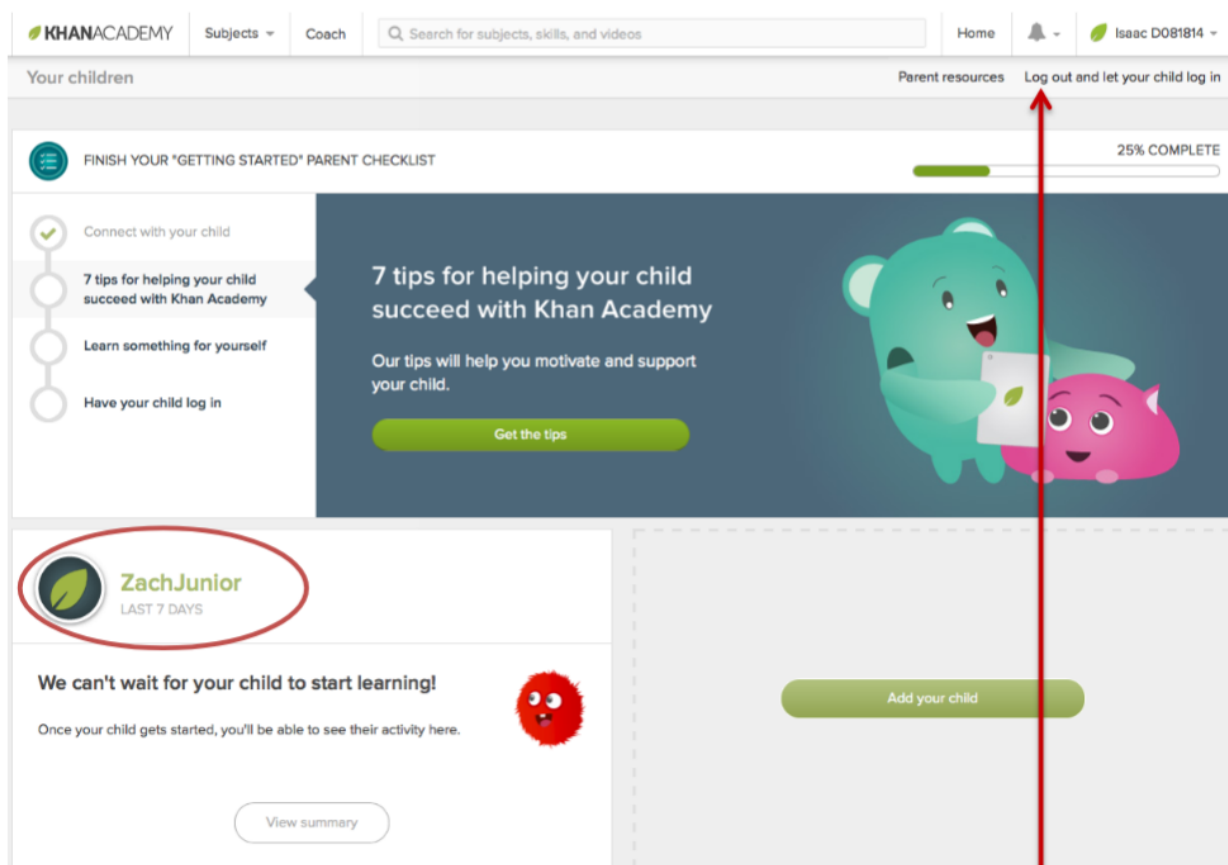 KHANACADEMY Subjects Coach Search for subjects, skills, and videos Home Isaac D081814
Your children Parent resources Log out and let your child log in
FINISH YOUR "GETTING STARTED" PARENT CHECKLIST 25% COMPLETE
Connect with your child
7 tips for helping your child
succeed with Khan Academy
Learn something for yourself
Have your child log in
7 tips for helping your child
succeed with Khan Academy
Our tips will help you motivate and support
your child.
Get the tips
ZachJunior
LAST 7 DAYS
We can't wait for your child to start learning!
Once your child gets started, you'll be able to see their activity here.
View summary
Add your child